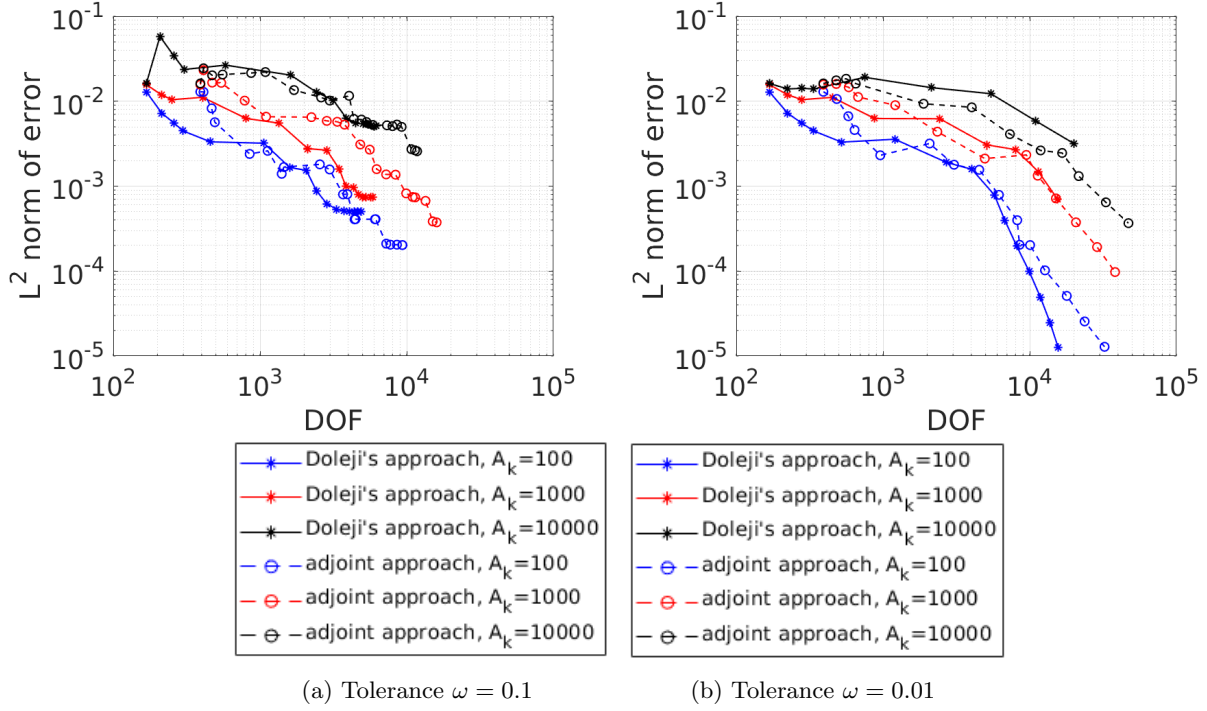 10^-1
10^-2
10^-3
10^-4
10^-5
L^2 norm of error
10^2 10^3 10^4 10^5
DOF
10^-1
10^-2
10^-3
10^-4
10^-5
L^2 norm of error
10^2 10^3 10^4 10^5
DOF
Doleji's approach, A_k=100
Doleji's approach, A_k=1000
Doleji's approach, A_k=10000
adjoint approach, A_k=100
adjoint approach, A_k=1000
adjoint approach, A_k=10000
Doleji's approach, A_k=100
Doleji's approach, A_k=1000
Doleji's approach, A_k=10000
adjoint approach, A_k=100
adjoint approach, A_k=1000
adjoint approach, A_k=10000
(a) Tolerance ω = 0.1
(b) Tolerance ω = 0.01